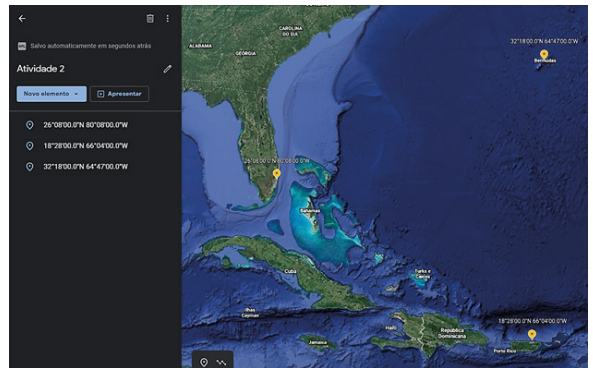 Salvo automaticamente em segundos atrás
Atividade 2
Novo elemento
Apresentar
26°08'00.0"N 80°08'00.0"W
18°28'00.0"N 66°04'00.0"W
32°18'00.0"N 64°47'00.0"W
CAROLINA
DO SUL
ALABAMA
GEÓRGIA
32°18'00.0"N 64°47'00.0"W
Bermudas
26°08'00.0"N 80°08'00.0"W
Bahamas
Cuba
Turks e
Caicos
Ilhas
Cayman
Jamaica
Haiti
República
Dominicana
18°28'00.0"N 66°04'00.0"W
Porto Rico